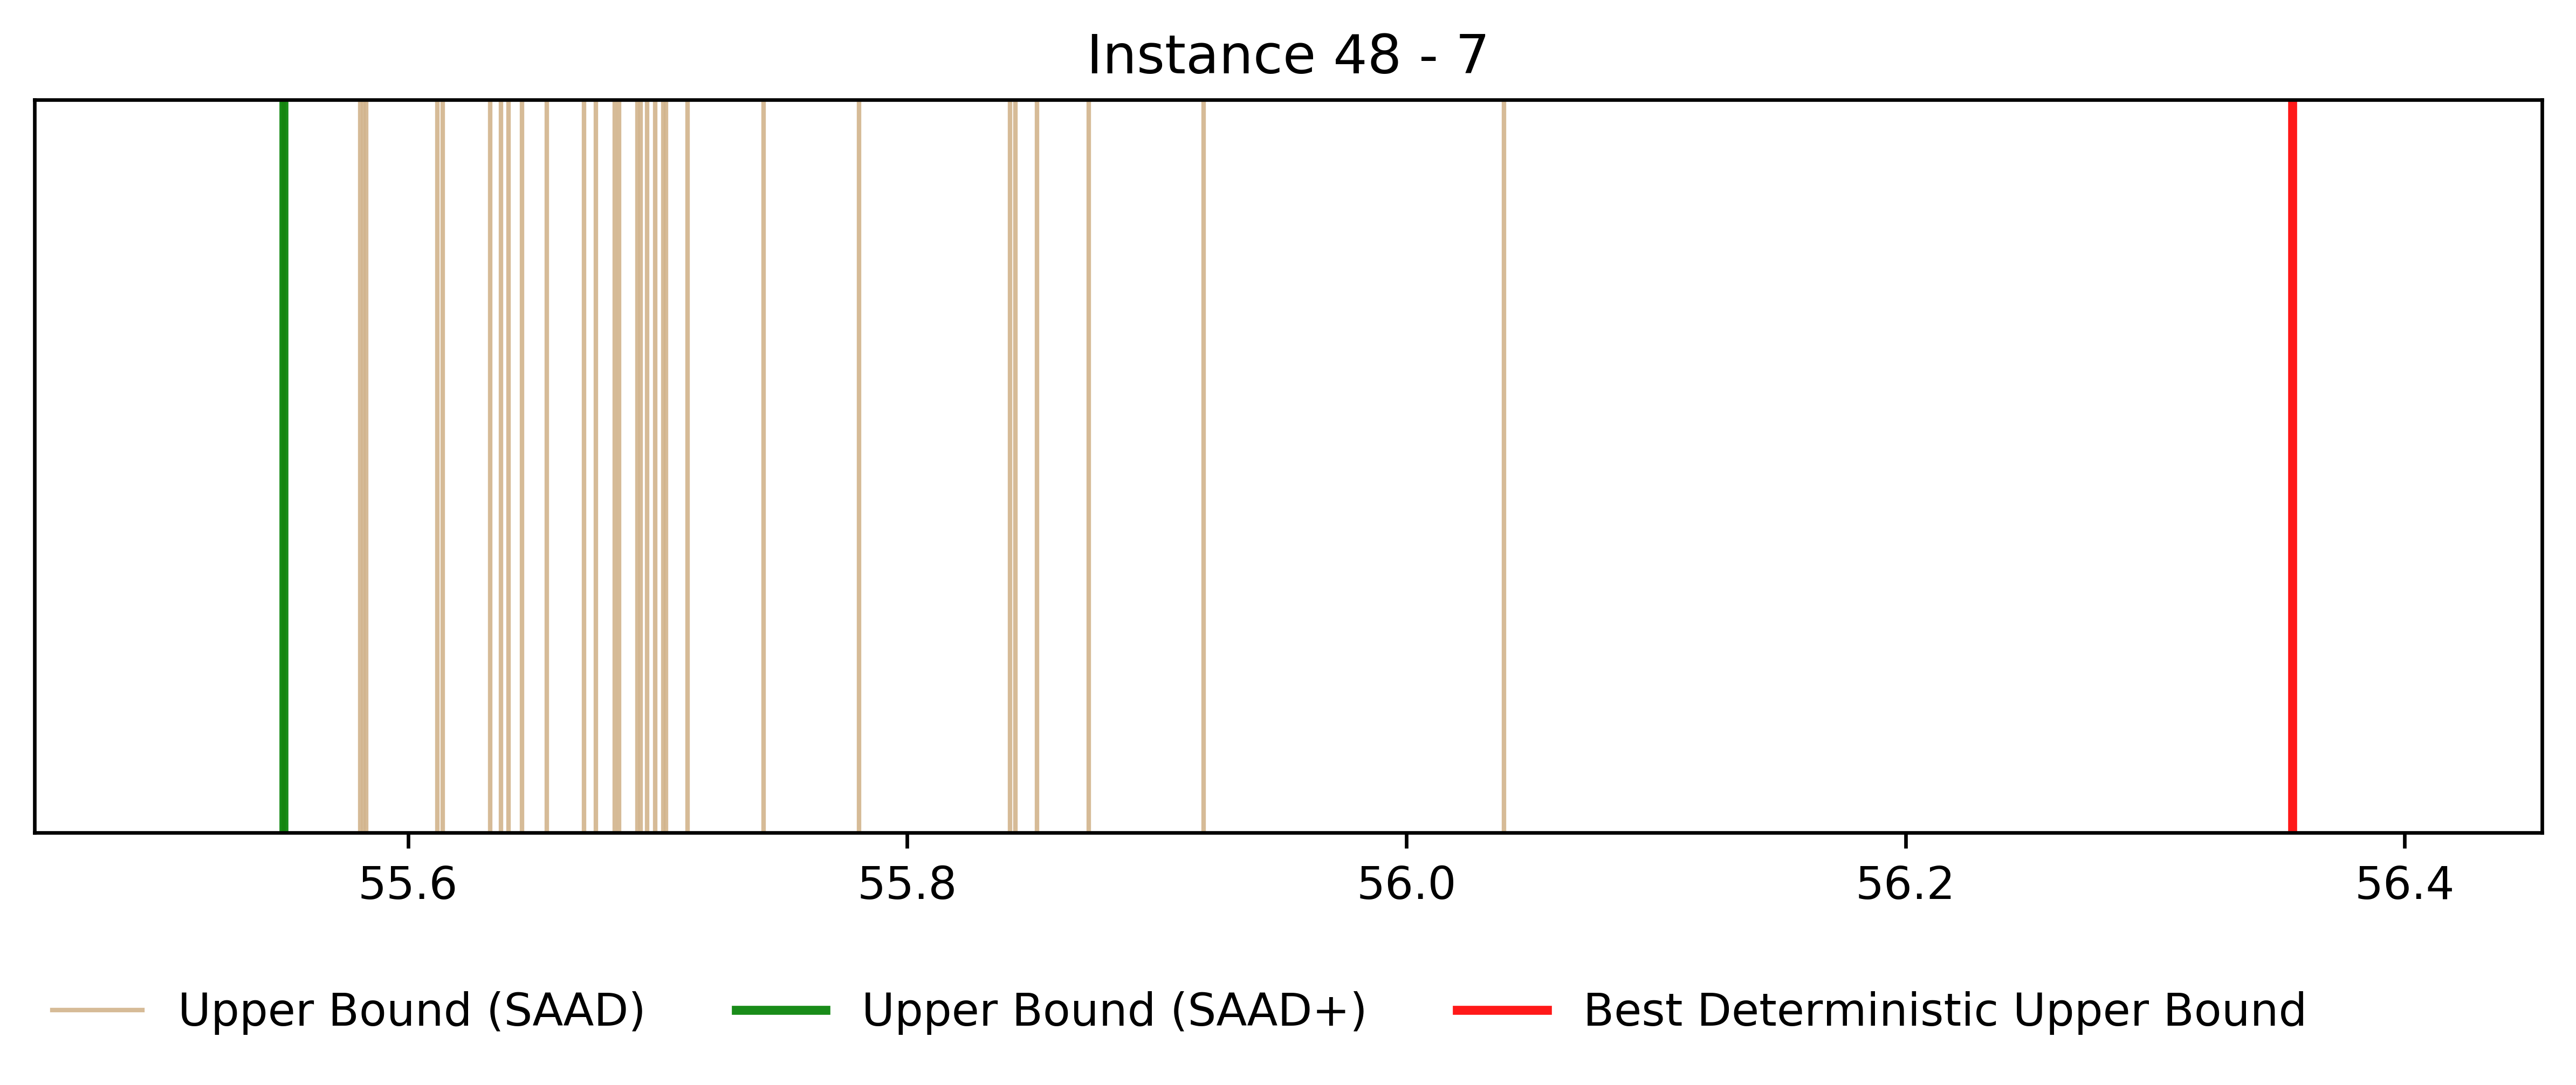 Instance 48 - 7
55.6 55.8 56.0 56.2 56.4
Upper Bound (SAAD) Upper Bound (SAAD+) Best Deterministic Upper Bound